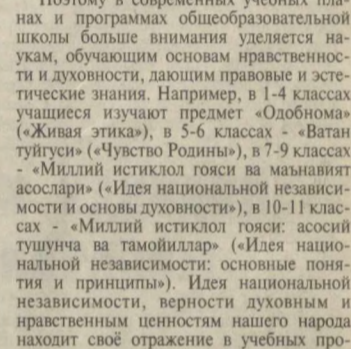 Поэтому в современных учебных пла-
нах и программах общеобразовательной
школы больше внимания уделяется на-
укам, обучающим основам нравственнос-
ти и духовности, дающим правовые и эсте-
тические знания. Например, в 1-4 классах
учащиеся изучают предмет «Одобнома»
(«Живая этика»), в 5-6 классах - «Ватан
туйгуси» («Чувство Родины»), в 7-9 классах
- «Миллий истиклол гояси ва маънавият
асослари» («Идея национальной независи-
мости и основы духовности»), в 10-11 клас-
сах - «Миллий истиклол гояси: асосий
тушунча ва тамойиллар» («Идея нацио-
нальной независимости: основные поня-
тия и принципы»). Идея национальной
независимости, верности духовным и
нравственным ценностям нашего народа
находит своё отражение в учебных про-